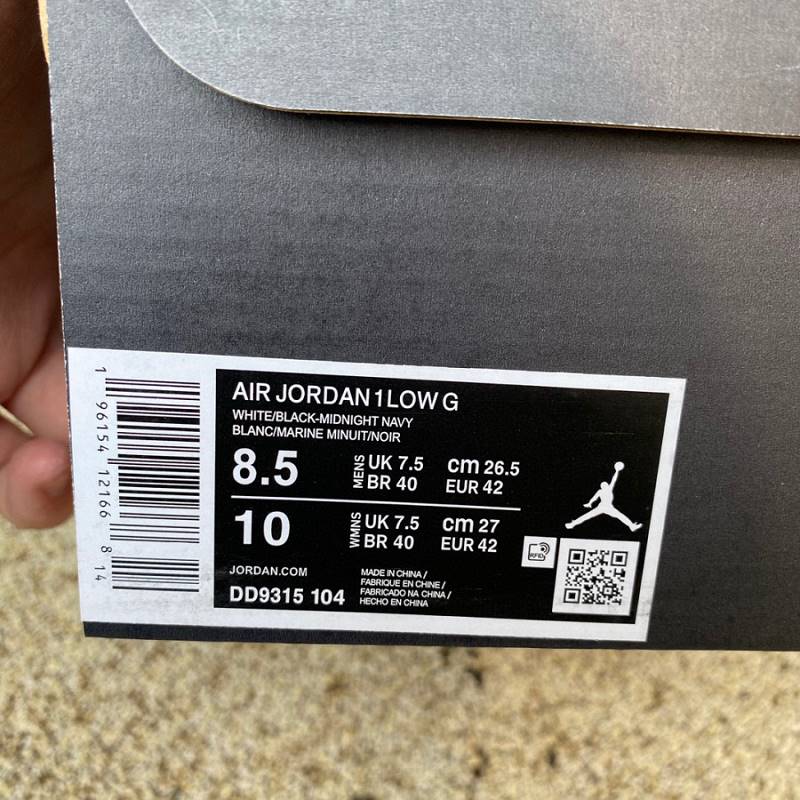 AIR JORDAN 1 LOW G
WHITE/BLACK-MIDNIGHT NAVY
BLANC/MARINE MINUIT/NOIR
8.5 MENS UK 7.5 cm 26.5
BR 40 EUR 42
10 WMNS UK 7.5 cm 27
BR 40 EUR 42
RFID
JORDAN.COM
DD9315 104
MADE IN CHINA /
FABRIQUE EN CHINE /
FABRICADO NA CHINA /
HECHO EN CHINA
1 96154 12166 8 14